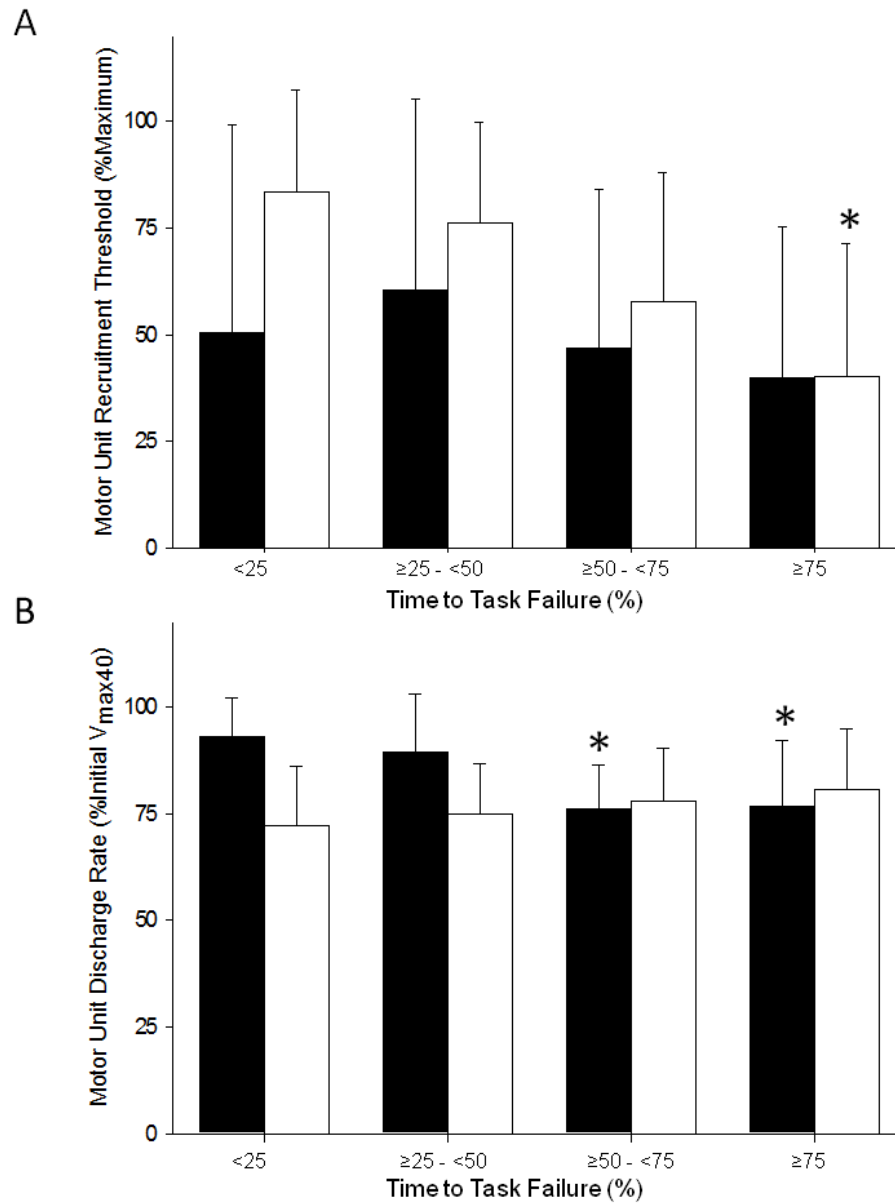 A
Motor Unit Recruitment Threshold (%Maximum)
100
75
50
25
0
*
<25 ≥25 - <50 ≥50 - <75 ≥75
Time to Task Failure (%)
B
Motor Unit Discharge Rate (%Initial Vmax40)
100
75
50
25
0
* *
<25 ≥25 - <50 ≥50 - <75 ≥75
Time to Task Failure (%)